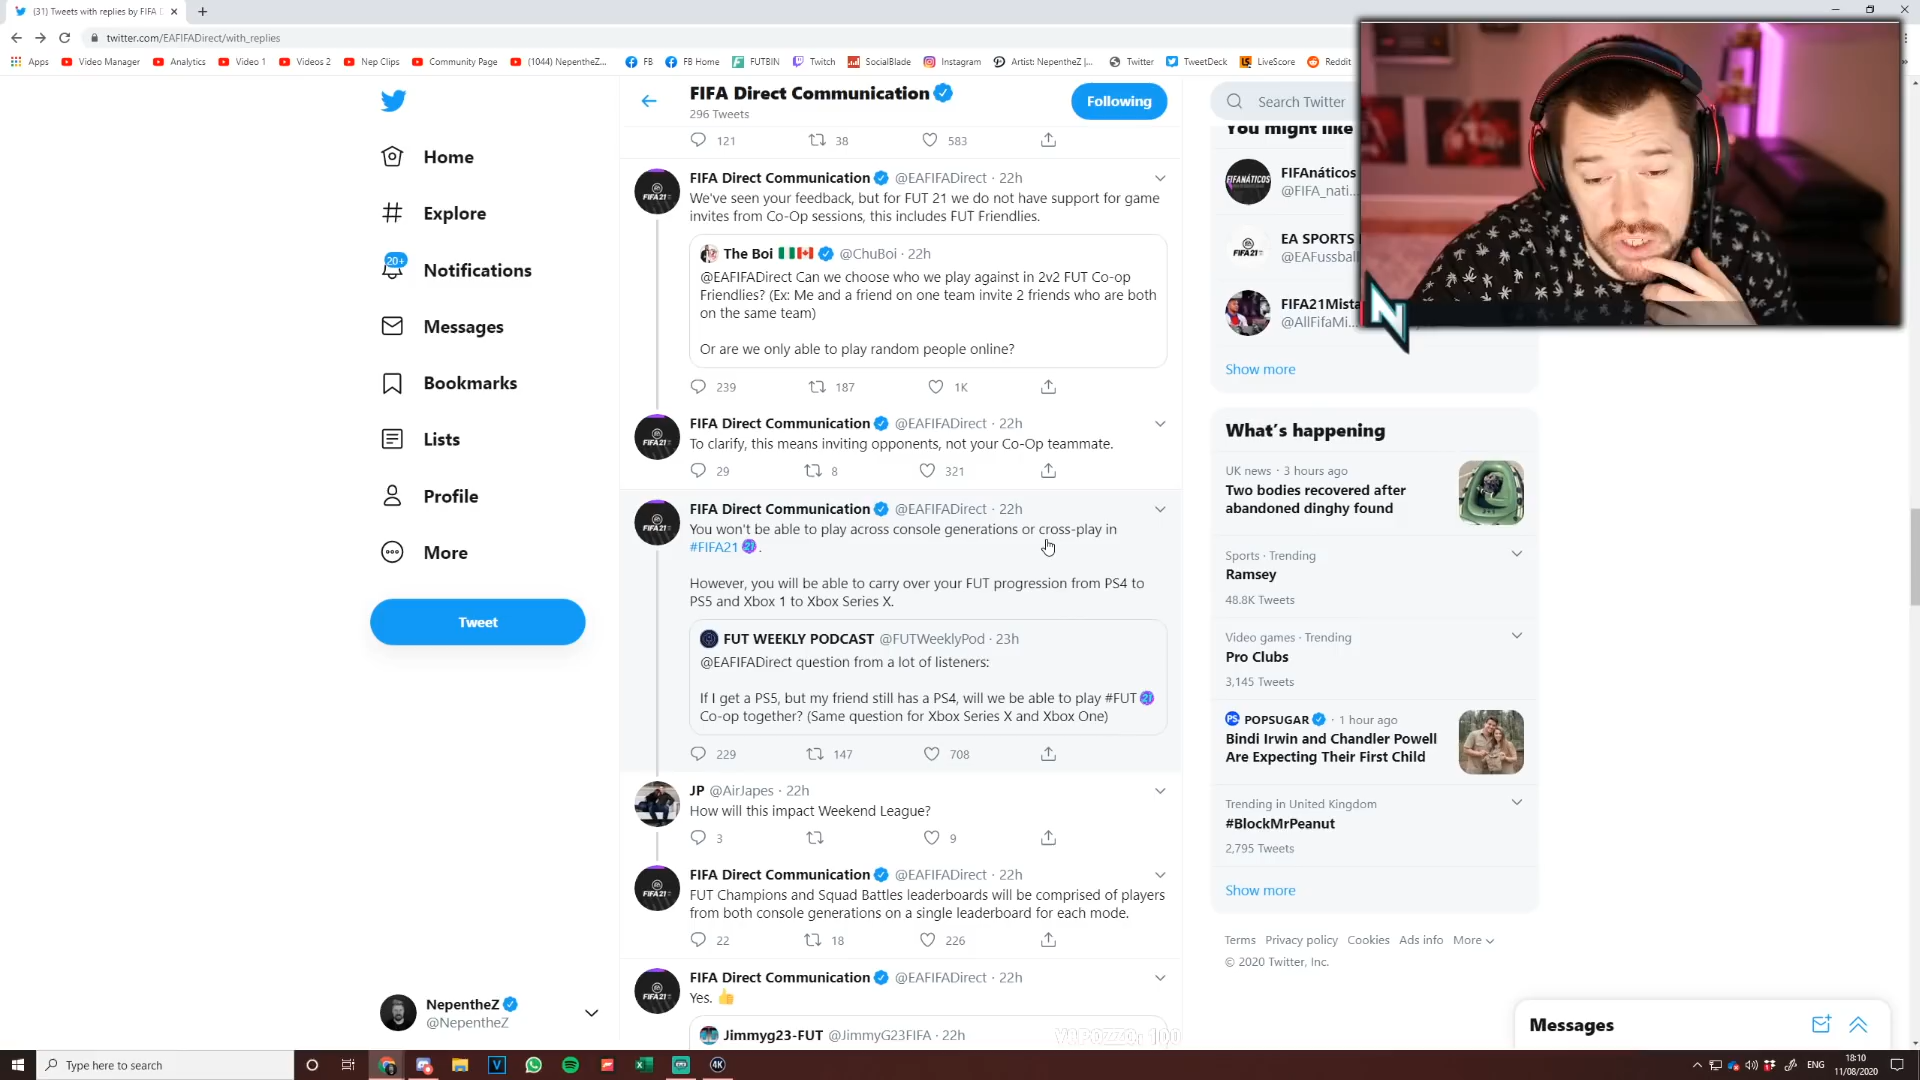 (31) Tweets with replies by FIFA D
twitter.com/EAFIFADirect/with_replies
Apps
Video Manager
Analytics
Video 1
Videos 2
Nep Clips
Community Page
(1044) NepentheZ...
FB
FB Home
FUTBIN
Twitch
SocialBlade
Instagram
Artist: NepentheZ |...
Twitter
TweetDeck
LiveScore
Reddit
Home
Explore
20+
Notifications
Messages
Bookmarks
Lists
Profile
More
Tweet
NepentheZ
@NepentheZ
FIFA Direct Communication
296 Tweets
Following
121 38 583
FIFA Direct Communication @EAFIFADirect · 22h
We've seen your feedback, but for FUT 21 we do not have support for game
invites from Co-Op sessions, this includes FUT Friendlies.
The Boi @ChuBoi · 22h
@EAFIFADirect Can we choose who we play against in 2v2 FUT Co-op
Friendlies? (Ex: Me and a friend on one team invite 2 friends who are both
on the same team)
Or are we only able to play random people online?
239 187 1K
FIFA Direct Communication @EAFIFADirect · 22h
To clarify, this means inviting opponents, not your Co-Op teammate.
29 8 321
FIFA Direct Communication @EAFIFADirect · 22h
You won't be able to play across console generations or cross-play in
#FIFA21 .
However, you will be able to carry over your FUT progression from PS4 to
PS5 and Xbox 1 to Xbox Series X.
FUT WEEKLY PODCAST @FUTWeeklyPod · 23h
@EAFIFADirect question from a lot of listeners:
If I get a PS5, but my friend still has a PS4, will we be able to play #FUT
Co-op together? (Same question for Xbox Series X and Xbox One)
229 147 708
JP @AirJapes · 22h
How will this impact Weekend League?
3 9
FIFA Direct Communication @EAFIFADirect · 22h
FUT Champions and Squad Battles leaderboards will be comprised of players
from both console generations on a single leaderboard for each mode.
22 18 226
FIFA Direct Communication @EAFIFADirect · 22h
Yes.
Jimmyg23-FUT @JimmyG23FIFA · 22h
Search Twitter
You might like
FIFAnáticos
@FIFA_nati...
EA SPORTS
@EAFussbal
FIFA21Mista
@AllFifaMi...
Show more
What's happening
UK news · 3 hours ago
Two bodies recovered after
abandoned dinghy found
Sports · Trending
Ramsey
48.8K Tweets
Video games · Trending
Pro Clubs
3,145 Tweets
POPSUGAR · 1 hour ago
Bindi Irwin and Chandler Powell
Are Expecting Their First Child
Trending in United Kingdom
#BlockMrPeanut
2,795 Tweets
Show more
Terms Privacy policy Cookies Ads info More
© 2020 Twitter, Inc.
Messages
Type here to search
ENG
18:10
11/08/2020